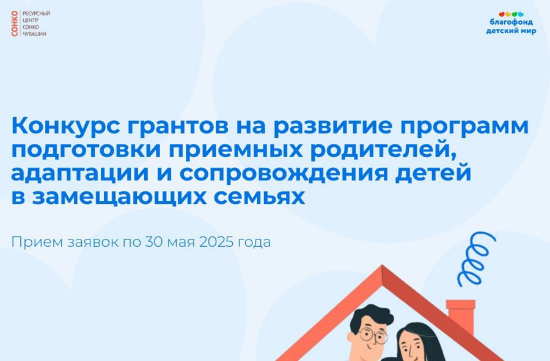 СОНКО
РЕСУРСНЫЙ
ЦЕНТР
СОНКО
ЧУВАШИИ
благофонд
детский мир
Конкурс грантов на развитие программ
подготовки приемных родителей,
адаптации и сопровождения детей
в замещающих семьях
Прием заявок по 30 мая 2025 года